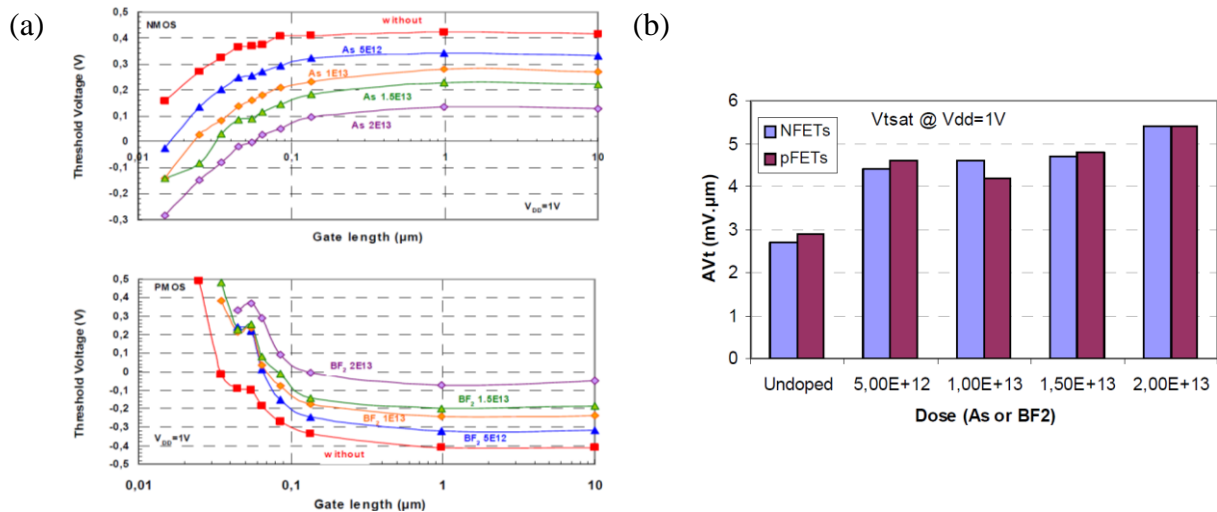 (a)
NMOS
without
As 5E12
As 1E13
As 1.5E13
As 2E13
Threshold Voltage (V)
0,5
0,4
0,3
0,2
0,1
0
-0,1
-0,2
-0,3
0,01
0,1
1
10
V_DD=1V
Gate length (µm)
PMOS
BF₂ 2E13
BF₂ 1.5E13
BF₂ 1E13
BF₂ 5E12
without
Threshold Voltage (V)
0,5
0,4
0,3
0,2
0,1
0
-0,1
-0,2
-0,3
-0,4
-0,5
V_DD=1V
0,01
0,1
1
10
Gate length (µm)
(b)
Vtsat @ Vdd=1V
NFETs
pFETs
AVt (mV.µm)
6
5
4
3
2
1
0
Undoped
5,00E+12
1,00E+13
1,50E+13
2,00E+13
Dose (As or BF2)